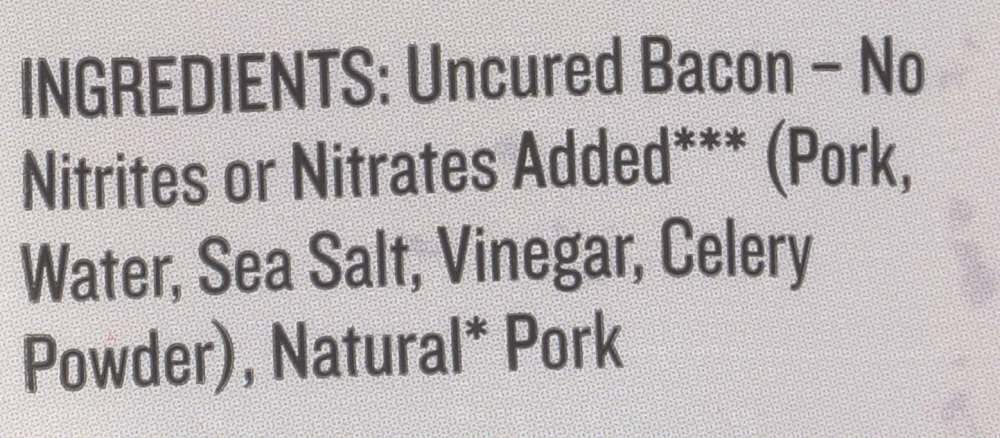 INGREDIENTS: Uncured Bacon – No
Nitrites or Nitrates Added*** (Pork,
Water, Sea Salt, Vinegar, Celery
Powder), Natural* Pork